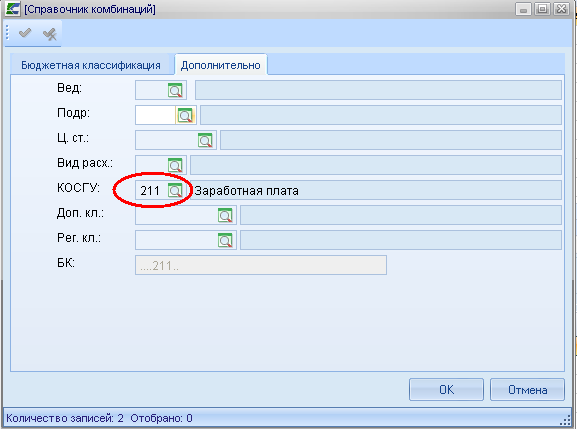 [Справочник комбинаций]
Бюджетная классификация Дополнительно
Вед:
Подр:
Ц. ст.:
Вид расх.:
КОСГУ: 211 Заработная плата
Доп. кл.:
Рег. кл.:
БК: ....211..
OK Отмена
Количество записей: 2 Отобрано: 0